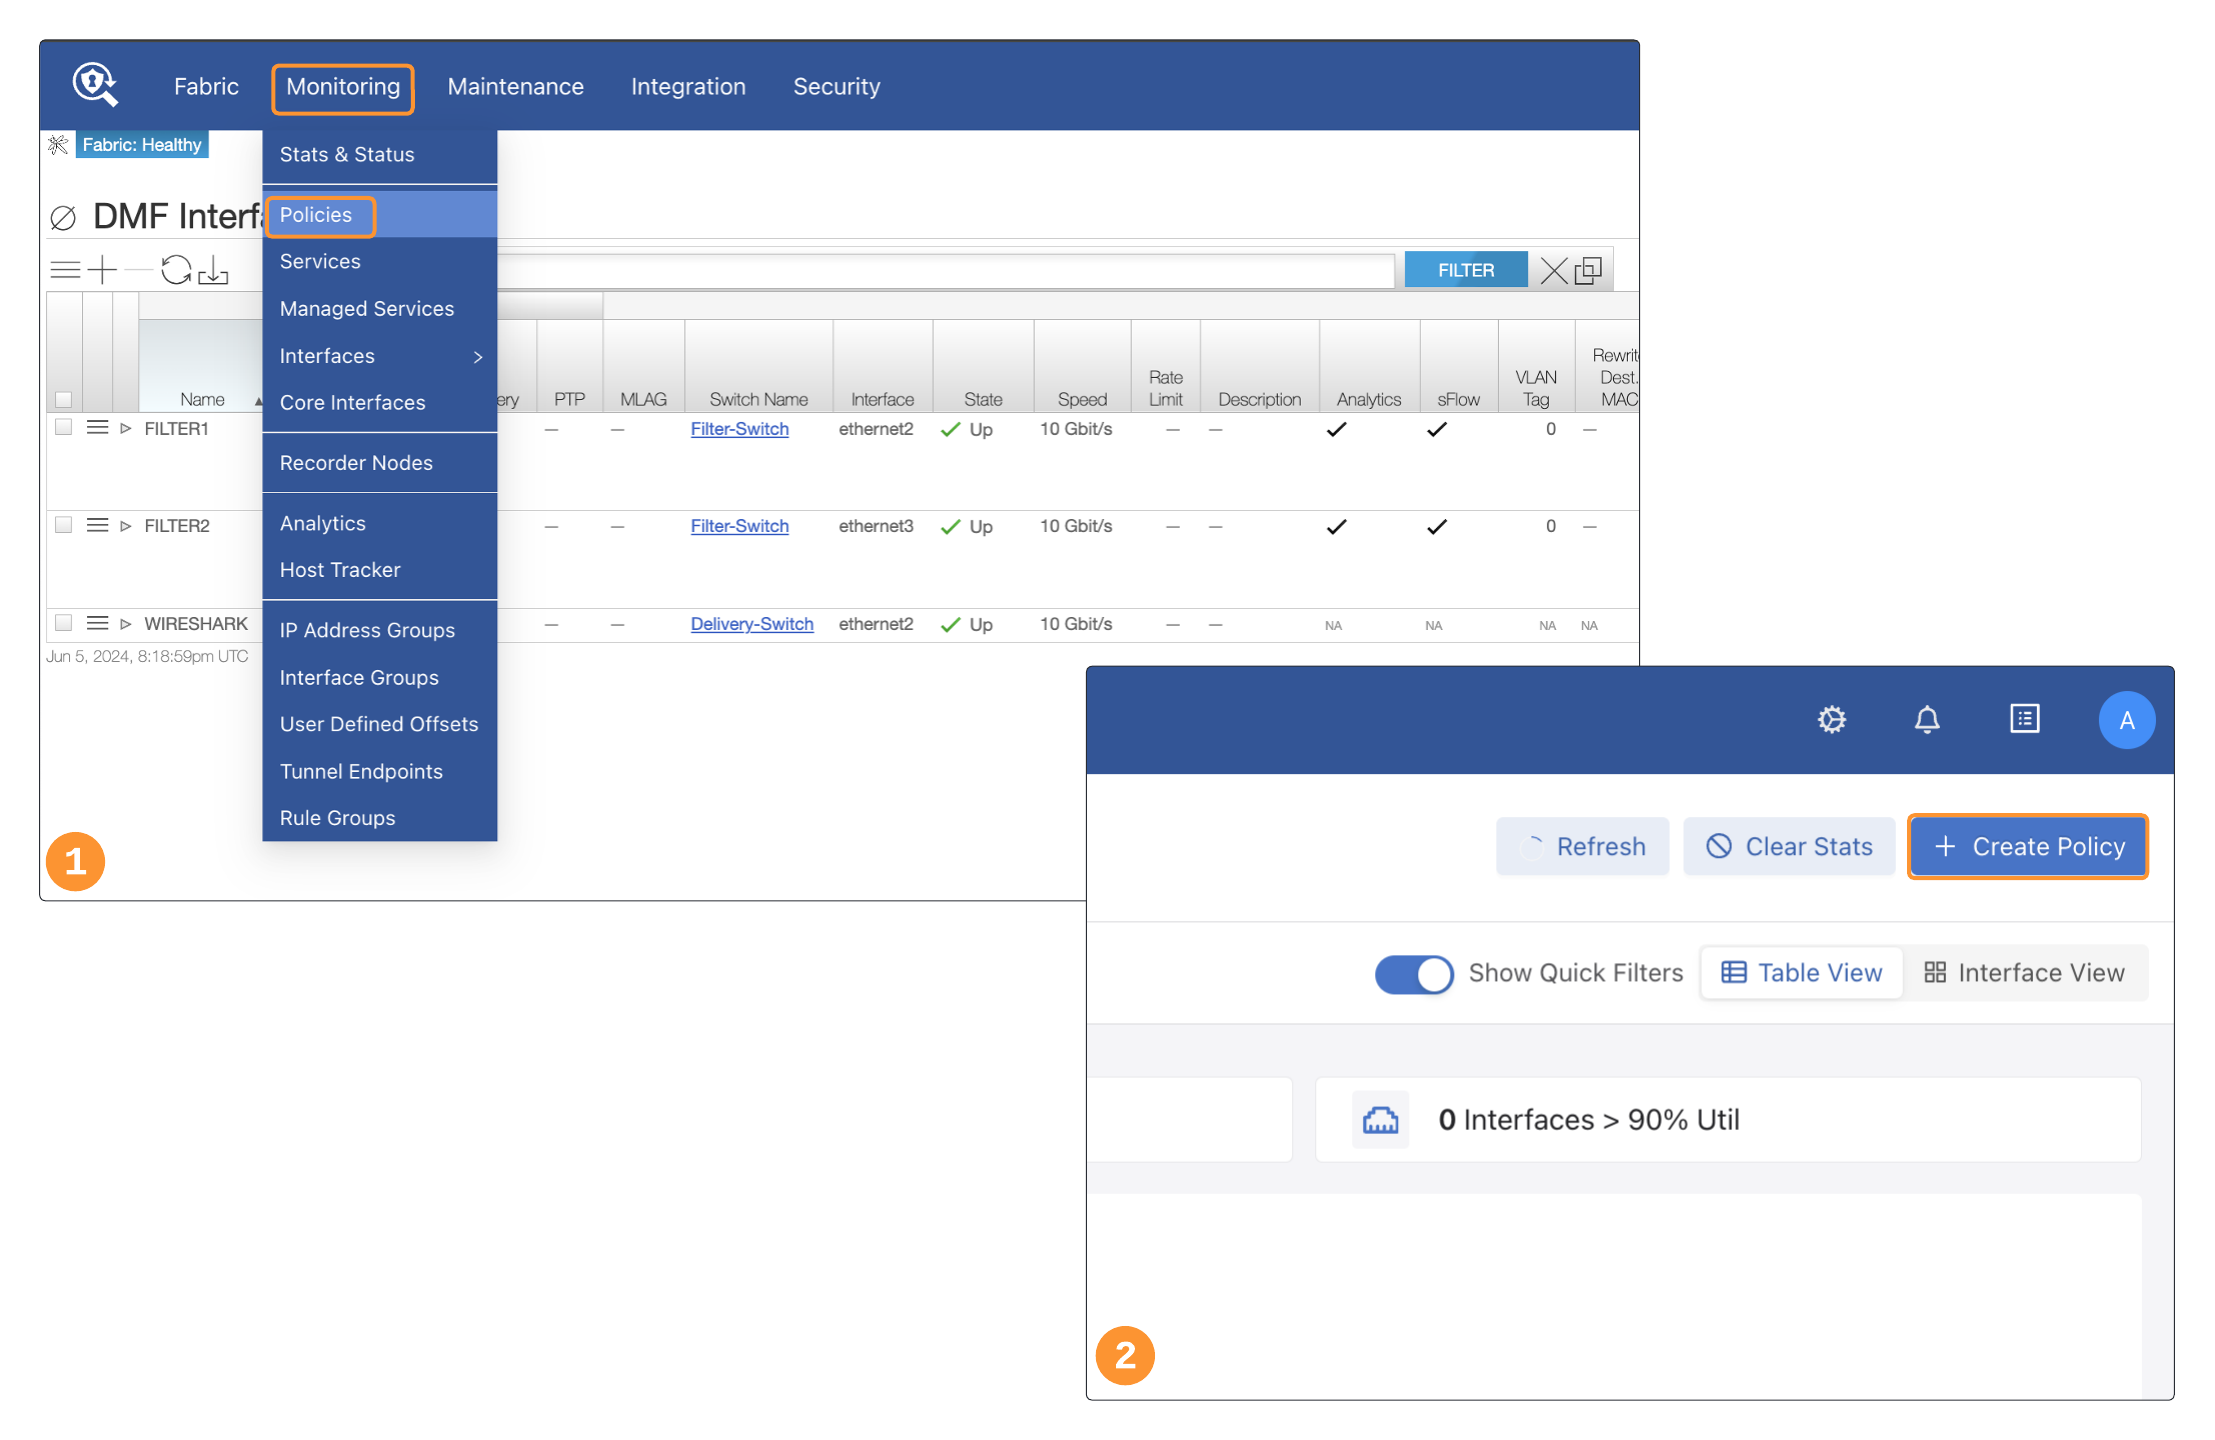 Fabric Monitoring Maintenance Integration Security
Fabric: Healthy
DMF Interfa
Stats & Status
Policies
Services
Managed Services
Interfaces >
Core Interfaces
Recorder Nodes
Analytics
Host Tracker
IP Address Groups
Interface Groups
User Defined Offsets
Tunnel Endpoints
Rule Groups
FILTER
Name ery PTP MLAG Switch Name Interface State Speed Rate Limit Description Analytics sFlow VLAN Tag Rewrite Dest. MAC
FILTER1 — — Filter-Switch ethernet2 Up 10 Gbit/s — — 0 —
FILTER2 — — Filter-Switch ethernet3 Up 10 Gbit/s — — 0 —
WIRESHARK — — Delivery-Switch ethernet2 Up 10 Gbit/s — — NA NA NA NA
Jun 5, 2024, 8:18:59pm UTC
1
A
Refresh Clear Stats + Create Policy
Show Quick Filters Table View Interface View
0 Interfaces > 90% Util
2